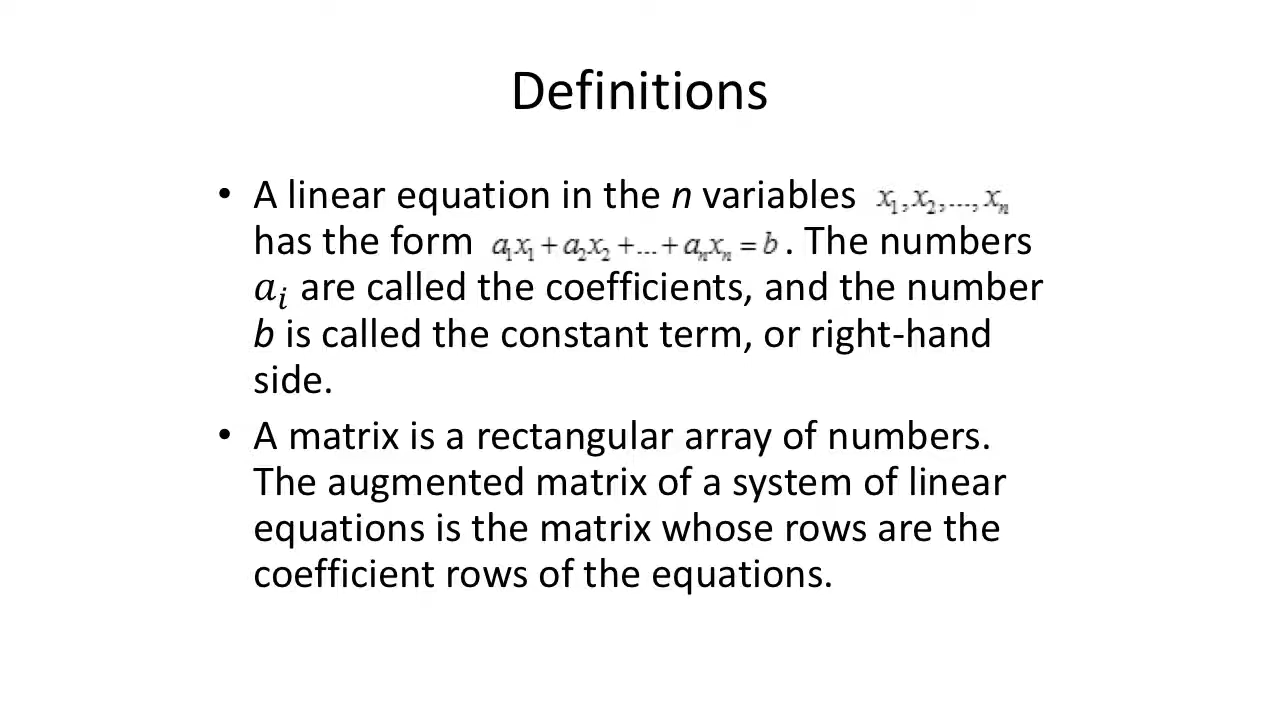 Definitions
• A linear equation in the n variables x₁,x₂,...,xₙ
has the form a₁x₁+a₂x₂+...+aₙxₙ=b. The numbers
aᵢ are called the coefficients, and the number
b is called the constant term, or right-hand
side.
• A matrix is a rectangular array of numbers.
The augmented matrix of a system of linear
equations is the matrix whose rows are the
coefficient rows of the equations.